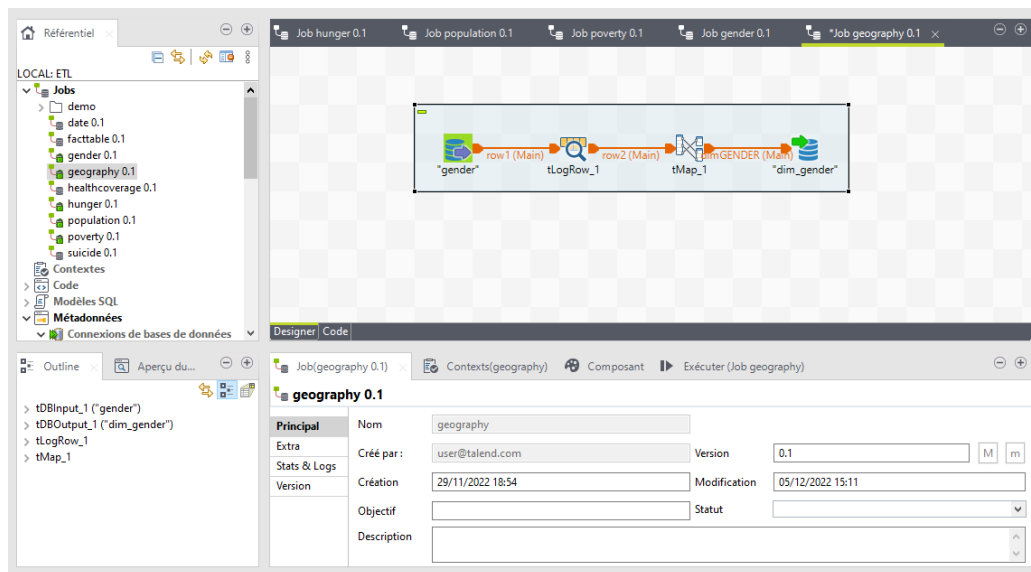 Référentiel
LOCAL: ETL
Jobs
demo
date 0.1
facttable 0.1
gender 0.1
geography 0.1
healthcoverage 0.1
hunger 0.1
population 0.1
poverty 0.1
suicide 0.1
Contextes
Code
Modèles SQL
Métadonnées
Connexions de bases de données
Job hunger 0.1 Job population 0.1 Job poverty 0.1 Job gender 0.1 *Job geography 0.1
row1 (Main) row2 (Main) dimGENDER (Main)
"gender" tLogRow_1 tMap_1 "dim_gender"
Designer Code
Outline Aperçu du...
tDBInput_1 ("gender")
tDBOutput_1 ("dim_gender")
tLogRow_1
tMap_1
Job(geography 0.1) Contexts(geography) Composant Exécuter (Job geography)
geography 0.1
Principal
Extra
Stats & Logs
Version
Nom geography
Créé par : user@talend.com Version 0.1 M m
Création 29/11/2022 18:54 Modification 05/12/2022 15:11
Objectif Statut
Description